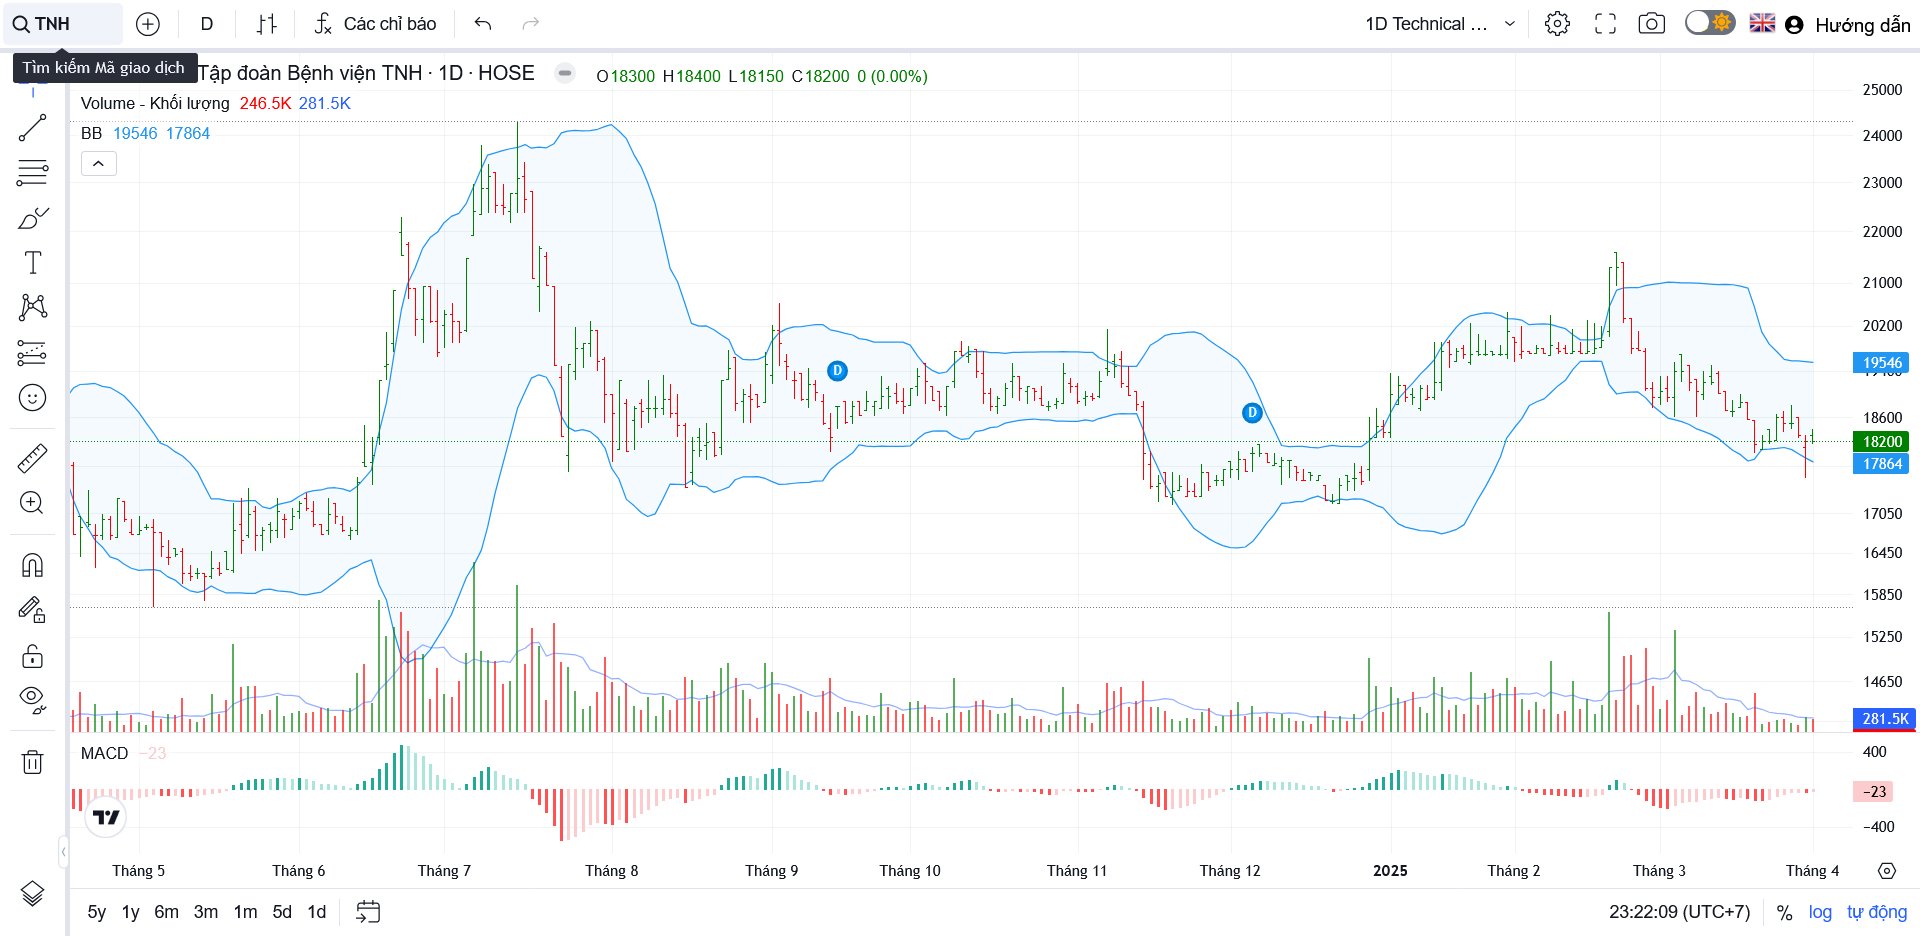 TNH
D
Các chỉ báo
1D Technical ...
Hướng dẫn
Tìm kiếm Mã giao dịch
Tập đoàn Bệnh viện TNH · 1D · HOSE
O18300 H18400 L18150 C18200 0 (0.00%)
Volume - Khối lượng 246.5K 281.5K
BB 19546 17864
25000
24000
23000
22000
21000
20200
19546
18600
18200
17864
17050
16450
15850
15250
14650
281.5K
D
D
MACD −23
400
−23
−400
Tháng 5
Tháng 6
Tháng 7
Tháng 8
Tháng 9
Tháng 10
Tháng 11
Tháng 12
2025
Tháng 2
Tháng 3
Tháng 4
5y 1y 6m 3m 1m 5d 1d
23:22:09 (UTC+7)
%
log
tự động